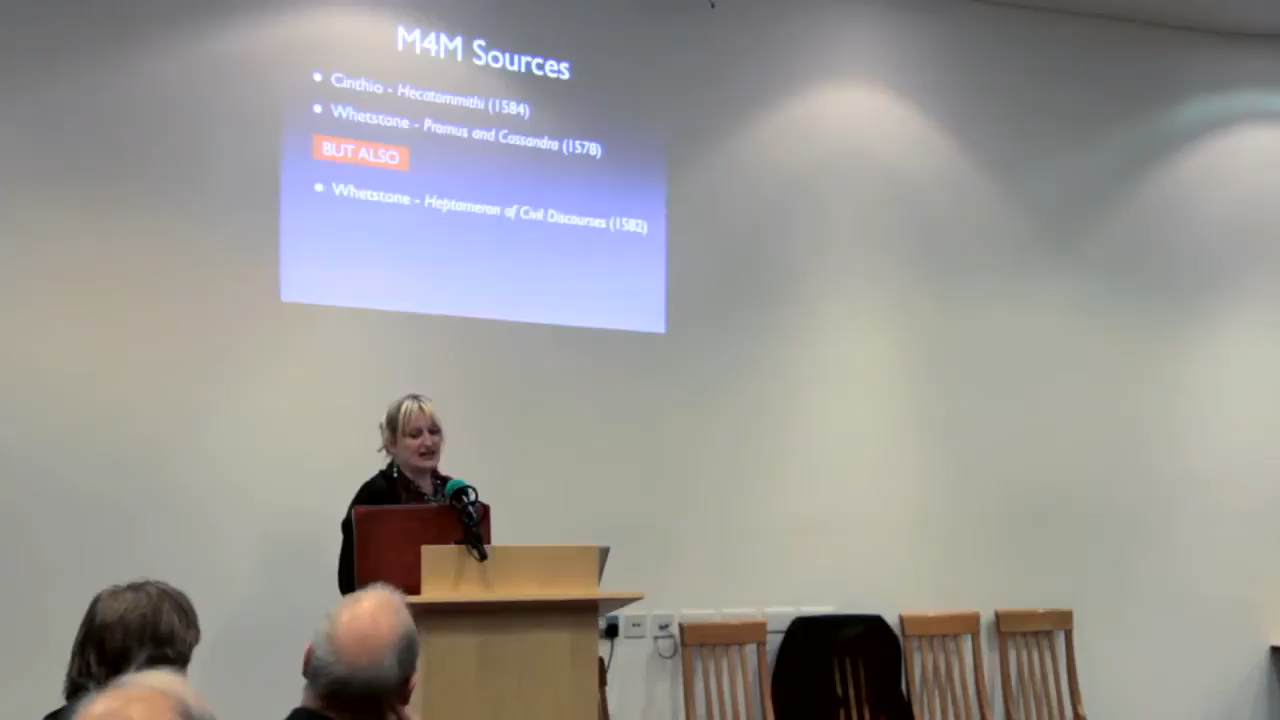 M4M Sources
• Cinthio - Hecatommithi (1584)
• Whetstone - Promus and Cassandra (1578)
BUT ALSO
• Whetstone - Heptameron of Civil Discourses (1582)